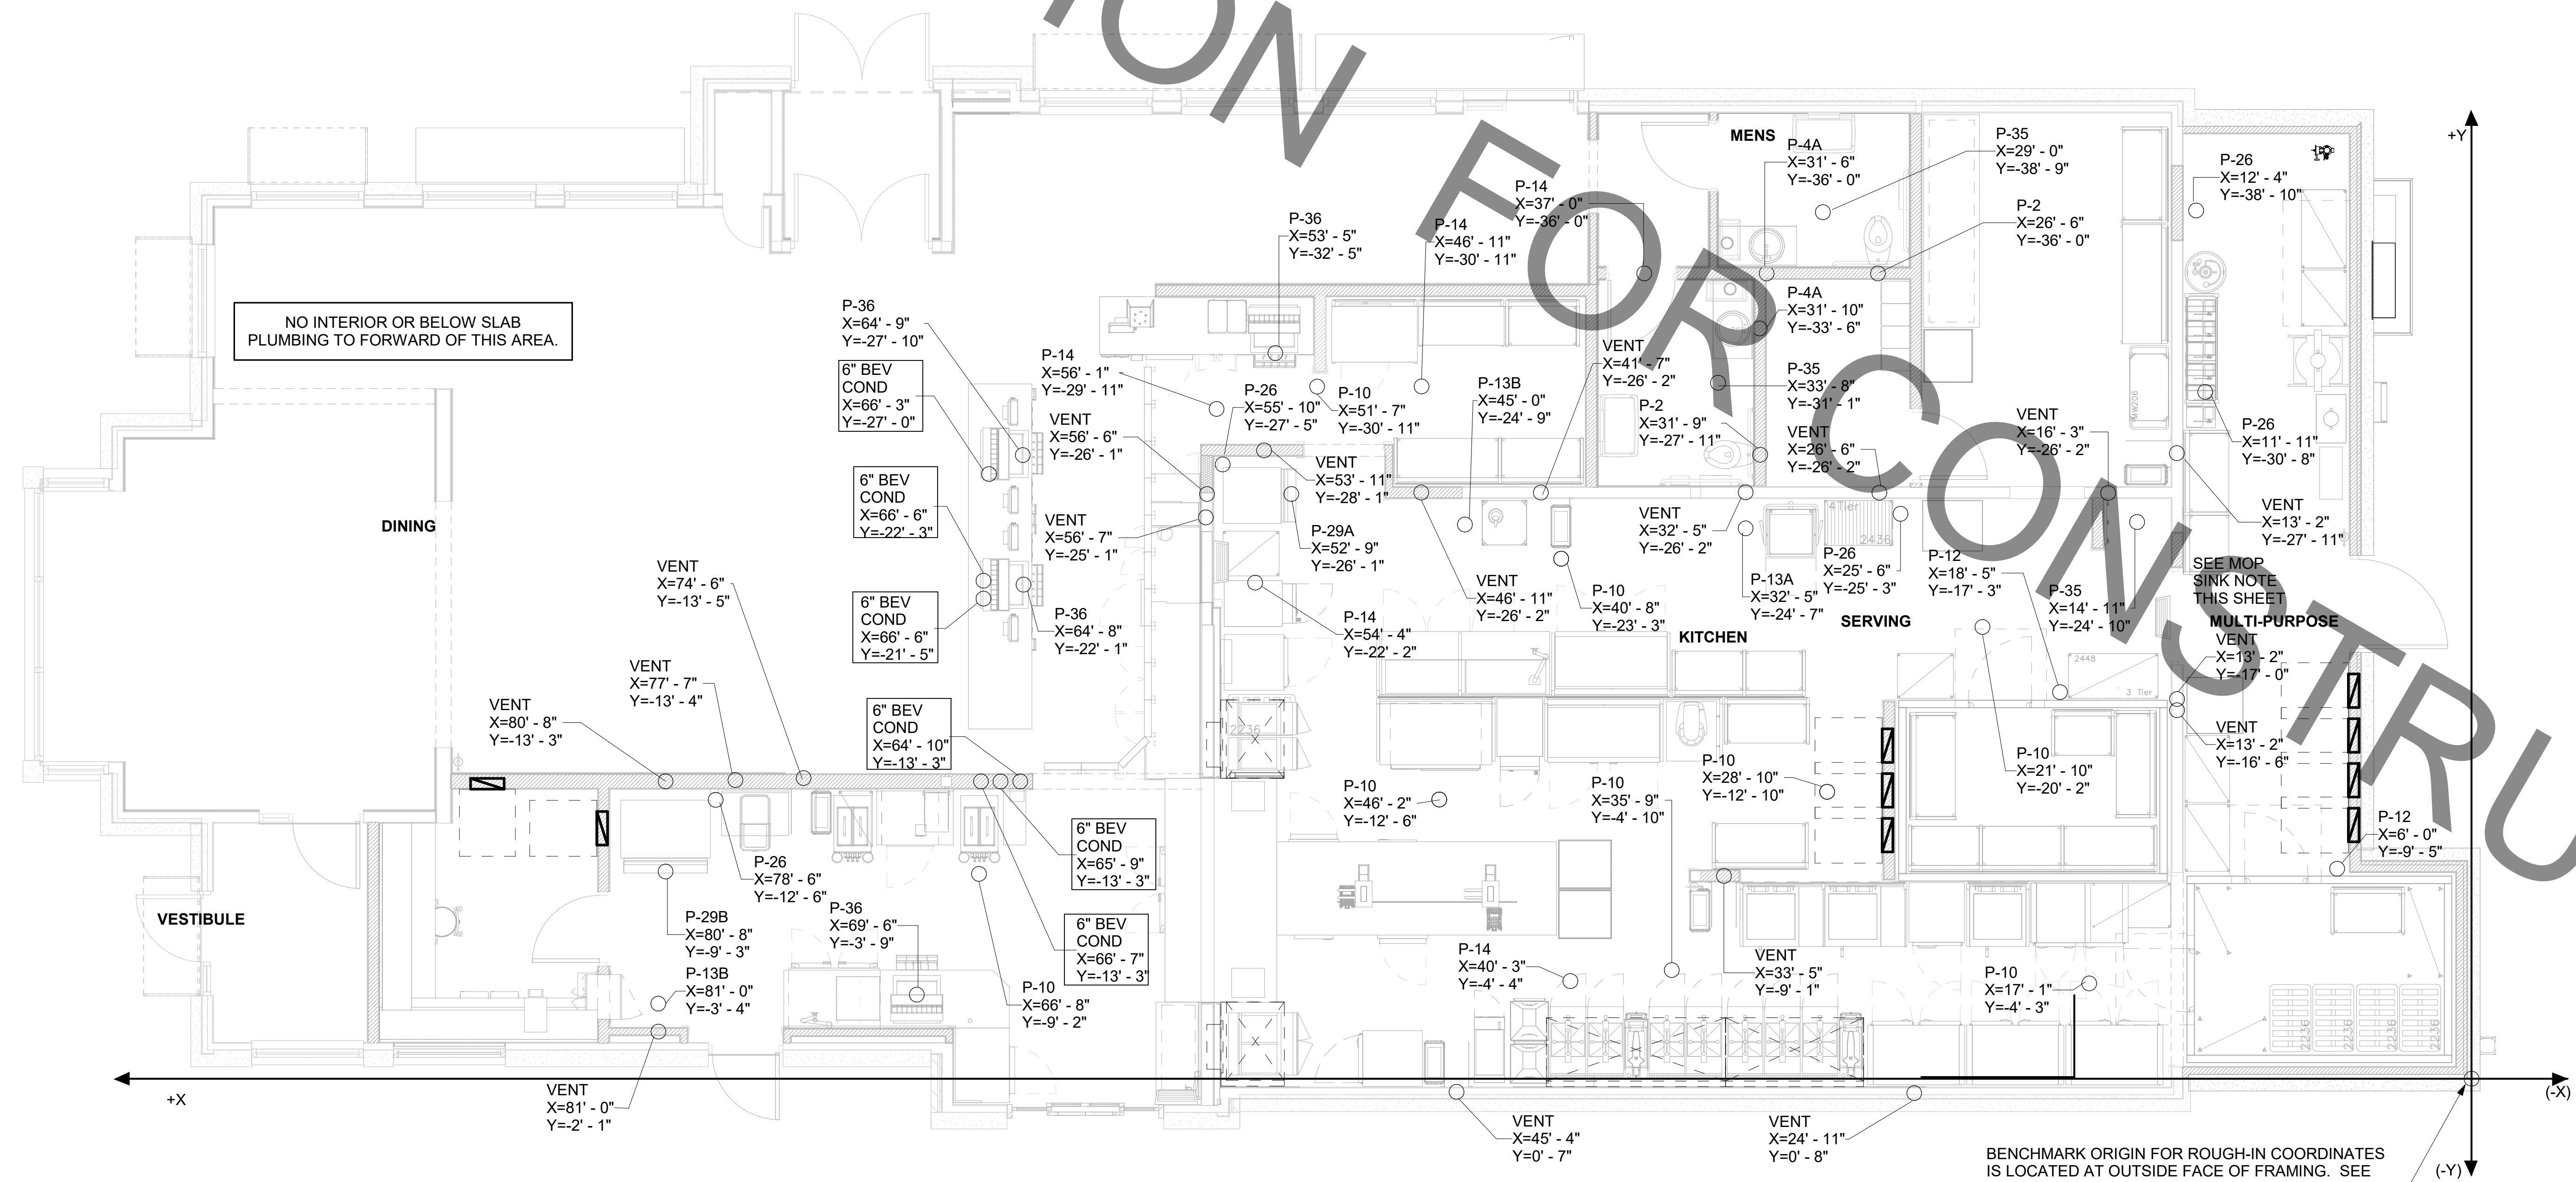 NOT FOR CONSTRUCTION
MENS
+Y
P-4A
X=31' - 6"
Y=-36' - 0"
P-35
X=29' - 0"
Y=-38' - 9"
P-26
X=12' - 4"
Y=-38' - 10"
P-14
X=37' - 0"
Y=-36' - 0"
P-2
X=26' - 6"
Y=-36' - 0"
P-36
X=53' - 5"
Y=-32' - 5"
P-14
X=46' - 11"
Y=-30' - 11"
NO INTERIOR OR BELOW SLAB
PLUMBING TO FORWARD OF THIS AREA.
P-36
X=64' - 9"
Y=-27' - 10"
P-4A
X=31' - 10"
Y=-33' - 6"
6" BEV
COND
X=66' - 3"
Y=-27' - 0"
P-14
X=56' - 1"
Y=-29' - 11"
VENT
X=41' - 7"
Y=-26' - 2"
P-26
X=55' - 10"
Y=-27' - 5"
P-10
X=51' - 7"
Y=-30' - 11"
P-13B
X=45' - 0"
Y=-24' - 9"
P-35
X=33' - 8"
Y=-31' - 1"
P-2
X=31' - 9"
Y=-27' - 11"
MW206
VENT
X=56' - 6"
Y=-26' - 1"
VENT
X=26' - 6"
Y=-26' - 2"
VENT
X=16' - 3"
Y=-26' - 2"
P-26
X=11' - 11"
Y=-30' - 8"
VENT
X=53' - 11"
Y=-28' - 1"
6" BEV
COND
X=66' - 6"
Y=-22' - 3"
DINING
VENT
X=56' - 7"
Y=-25' - 1"
P-29A
X=52' - 9"
Y=-26' - 1"
VENT
X=32' - 5"
Y=-26' - 2"
4Tier
2436
VENT
X=13' - 2"
Y=-27' - 11"
P-26
X=25' - 6"
Y=-25' - 3"
P-12
X=18' - 5"
Y=-17' - 3"
SEE MOP
SINK NOTE
THIS SHEET
VENT
X=74' - 6"
Y=-13' - 5"
VENT
X=46' - 11"
Y=-26' - 2"
P-10
X=40' - 8"
Y=-23' - 3"
P-13A
X=32' - 5"
Y=-24' - 7"
P-35
X=14' - 11"
Y=-24' - 10"
6" BEV
COND
X=66' - 6"
Y=-21' - 5"
P-36
X=64' - 8"
Y=-22' - 1"
P-14
X=54' - 4"
Y=-22' - 2"
KITCHEN
SERVING
MULTI-PURPOSE
VENT
X=13' - 2"
Y=-17' - 0"
2448
3 Tier
VENT
X=77' - 7"
Y=-13' - 4"
VENT
X=80' - 8"
Y=-13' - 3"
6" BEV
COND
X=64' - 10"
Y=-13' - 3"
2236
VENT
X=13' - 2"
Y=-16' - 6"
P-10
X=21' - 10"
Y=-20' - 2"
P-10
X=28' - 10"
Y=-12' - 10"
P-10
X=46' - 2"
Y=-12' - 6"
P-10
X=35' - 9"
Y=-4' - 10"
P-12
X=6' - 0"
Y=-9' - 5"
6" BEV
COND
X=65' - 9"
Y=-13' - 3"
P-26
X=78' - 6"
Y=-12' - 6"
VESTIBULE
P-29B
X=80' - 8"
Y=-9' - 3"
P-36
X=69' - 6"
Y=-3' - 9"
6" BEV
COND
X=66' - 7"
Y=-13' - 3"
P-13B
X=81' - 0"
Y=-3' - 4"
P-10
X=66' - 8"
Y=-9' - 2"
P-14
X=40' - 3"
Y=-4' - 4"
VENT
X=33' - 5"
Y=-9' - 1"
P-10
X=17' - 1"
Y=-4' - 3"
2236
2236
2236
2236
+X
(-X)
VENT
X=81' - 0"
Y=-2' - 1"
VENT
X=45' - 4"
Y=0' - 7"
VENT
X=24' - 11"
Y=0' - 8"
BENCHMARK ORIGIN FOR ROUGH-IN COORDINATES
IS LOCATED AT OUTSIDE FACE OF FRAMING. SEE
(-Y)